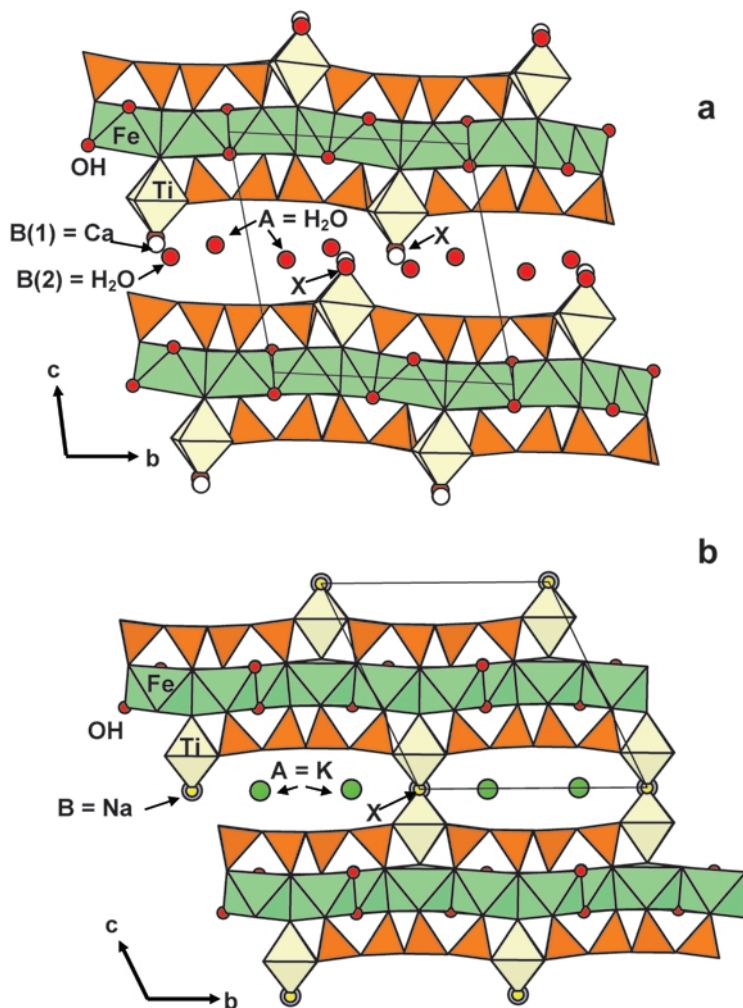 a
Fe
OH
Ti
A = H₂O
B(1) = Ca
X
B(2) = H₂O
X
c
b
b
Fe
OH
Ti
A = K
B = Na
X
c
b